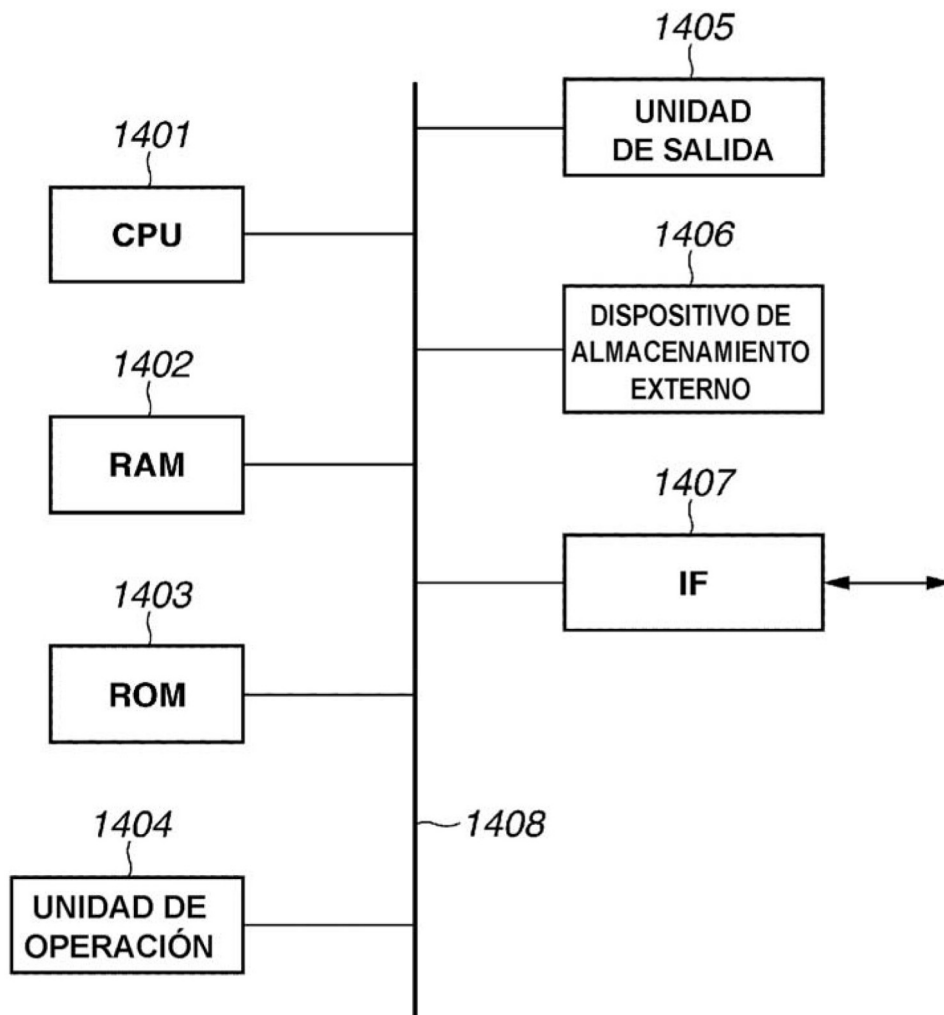 1401
CPU
1402
RAM
1403
ROM
1404
UNIDAD DE
OPERACIÓN
1405
UNIDAD
DE SALIDA
1406
DISPOSITIVO DE
ALMACENAMIENTO
EXTERNO
1407
IF
1408